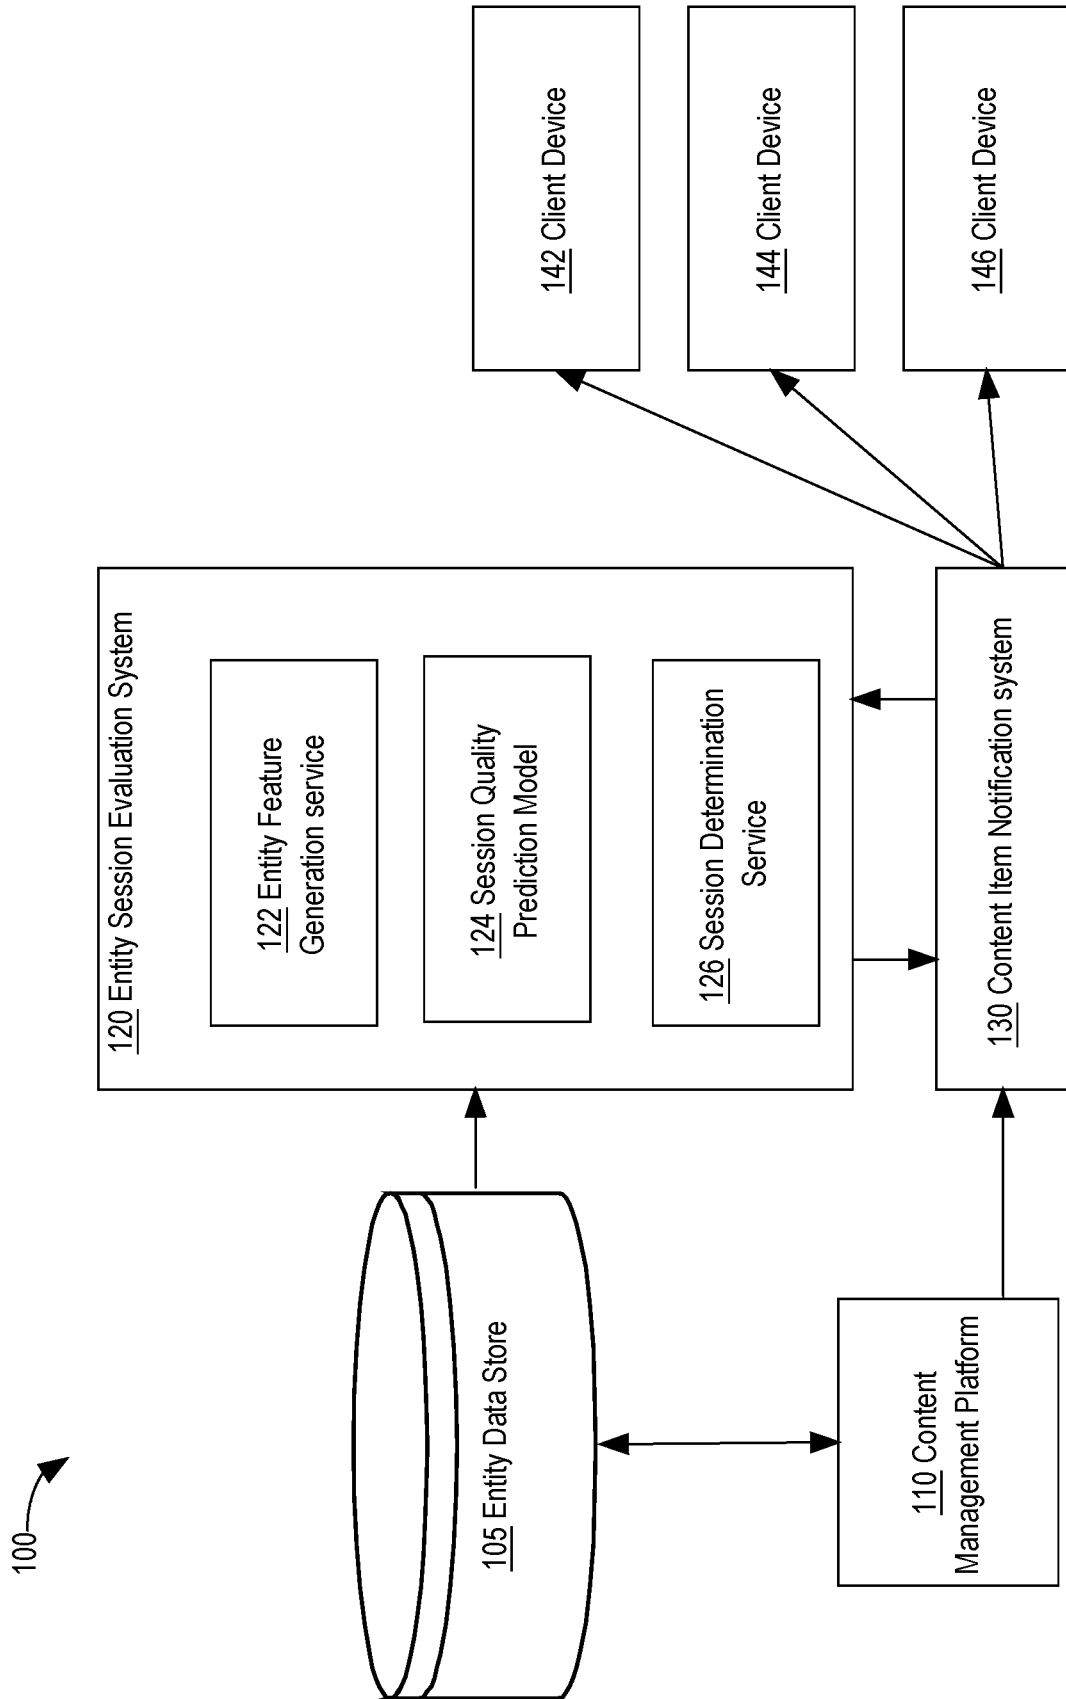 100
105 Entity Data Store
110 Content
Management Platform
120 Entity Session Evaluation System
122 Entity Feature
Generation service
124 Session Quality
Prediction Model
126 Session Determination
Service
130 Content Item Notification system
142 Client Device
144 Client Device
146 Client Device